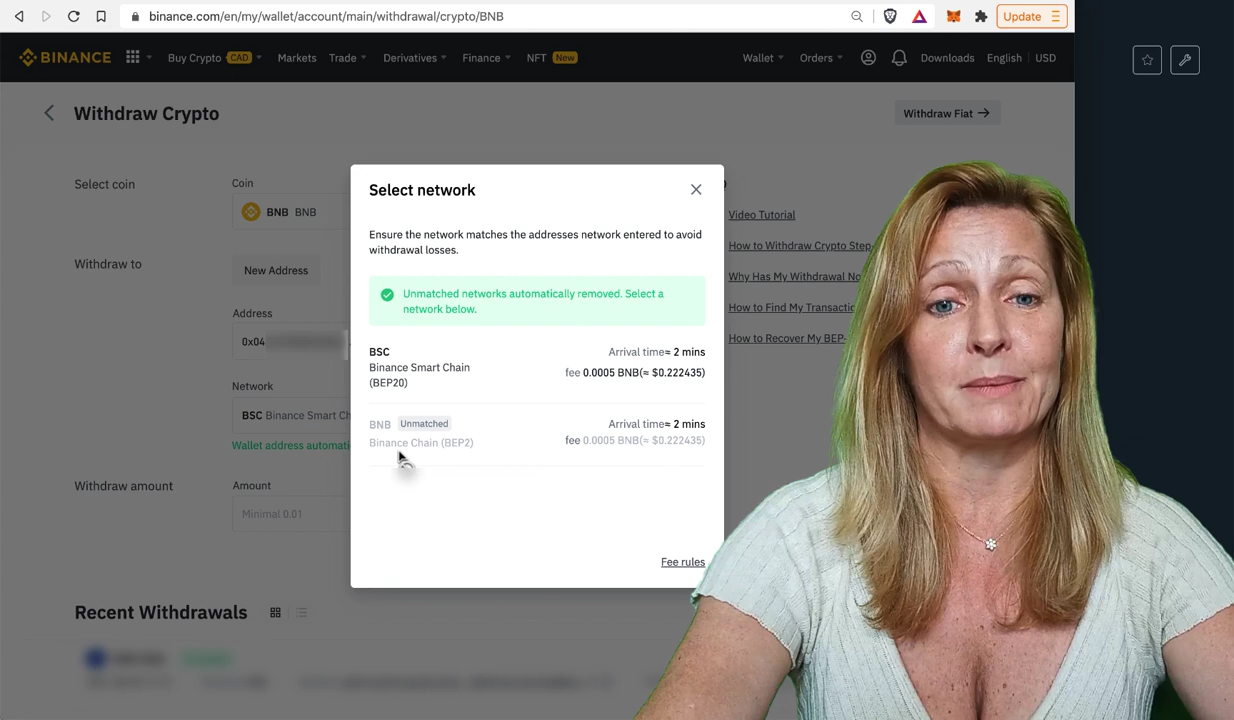 binance.com/en/my/wallet/account/main/withdrawal/crypto/BNB
Update
BINANCE
Buy Crypto CAD Markets Trade Derivatives Finance NFT New Wallet Orders Downloads English USD
Withdraw Crypto
Withdraw Fiat
Select coin
Coin
BNB BNB
Withdraw to
New Address
Address
0x04
Network
BSC Binance Smart Ch
Wallet address automati
Withdraw amount
Amount
Minimal 0.01
Select network
Ensure the network matches the addresses network entered to avoid
withdrawal losses.
Unmatched networks automatically removed. Select a
network below.
BSC
Binance Smart Chain
(BEP20)
Arrival time≈ 2 mins
fee 0.0005 BNB(≈ $0.222435)
BNB Unmatched
Binance Chain (BEP2)
Arrival time≈ 2 mins
fee 0.0005 BNB(≈ $0.222435)
Fee rules
Video Tutorial
How to Withdraw Crypto Step-
Why Has My Withdrawal No
How to Find My Transactio
How to Recover My BEP-
Recent Withdrawals